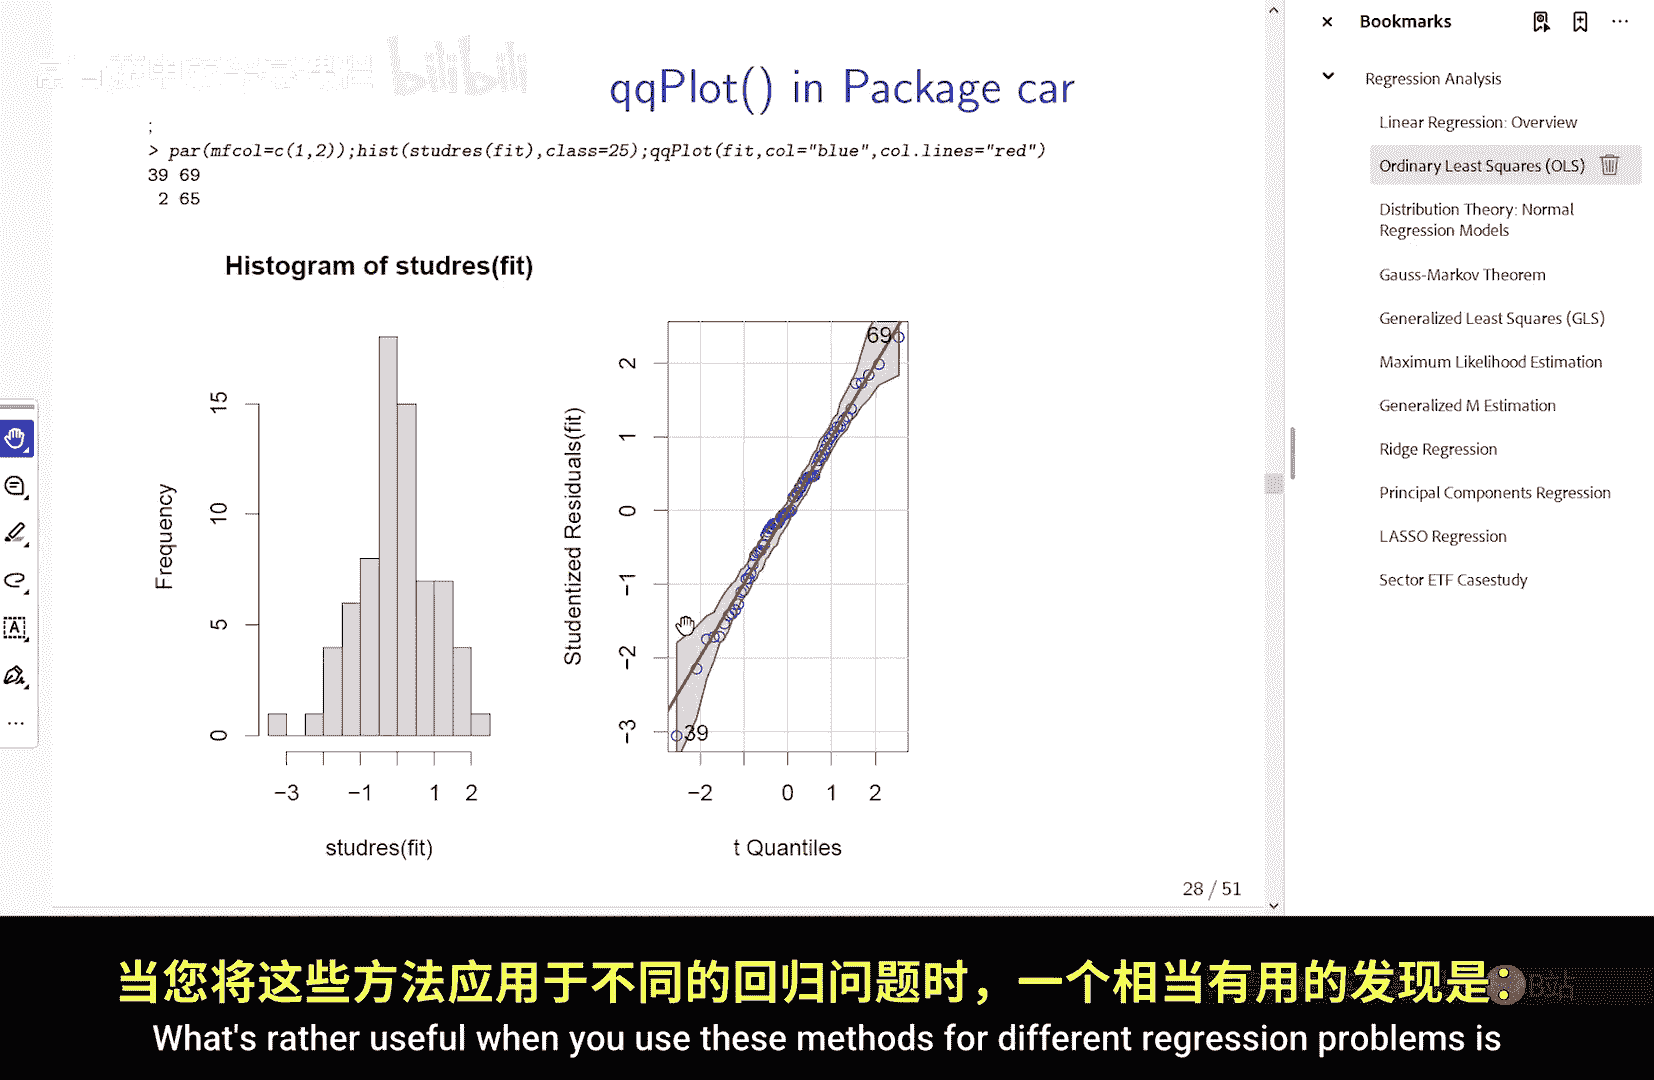 bilibili
qqPlot() in Package car
;
> par(mfcol=c(1,2));hist(studres(fit),class=25);qqPlot(fit,col="blue",col.lines="red")
39 69
2 65
Histogram of studres(fit)
Frequency
0
5
10
15
−3
−1
1
2
studres(fit)
Studentized Residuals(fit)
2
1
0
−1
−2
−3
69
39
−2
0
1
2
t Quantiles
28 / 51
Bookmarks
Regression Analysis
Linear Regression: Overview
Ordinary Least Squares (OLS)
Distribution Theory: Normal
Regression Models
Gauss-Markov Theorem
Generalized Least Squares (GLS)
Maximum Likelihood Estimation
Generalized M Estimation
Ridge Regression
Principal Components Regression
LASSO Regression
Sector ETF Casestudy
当您将这些方法应用于不同的回归问题时，一个相当有用的发现是：
B站
What's rather useful when you use these methods for different regression problems is